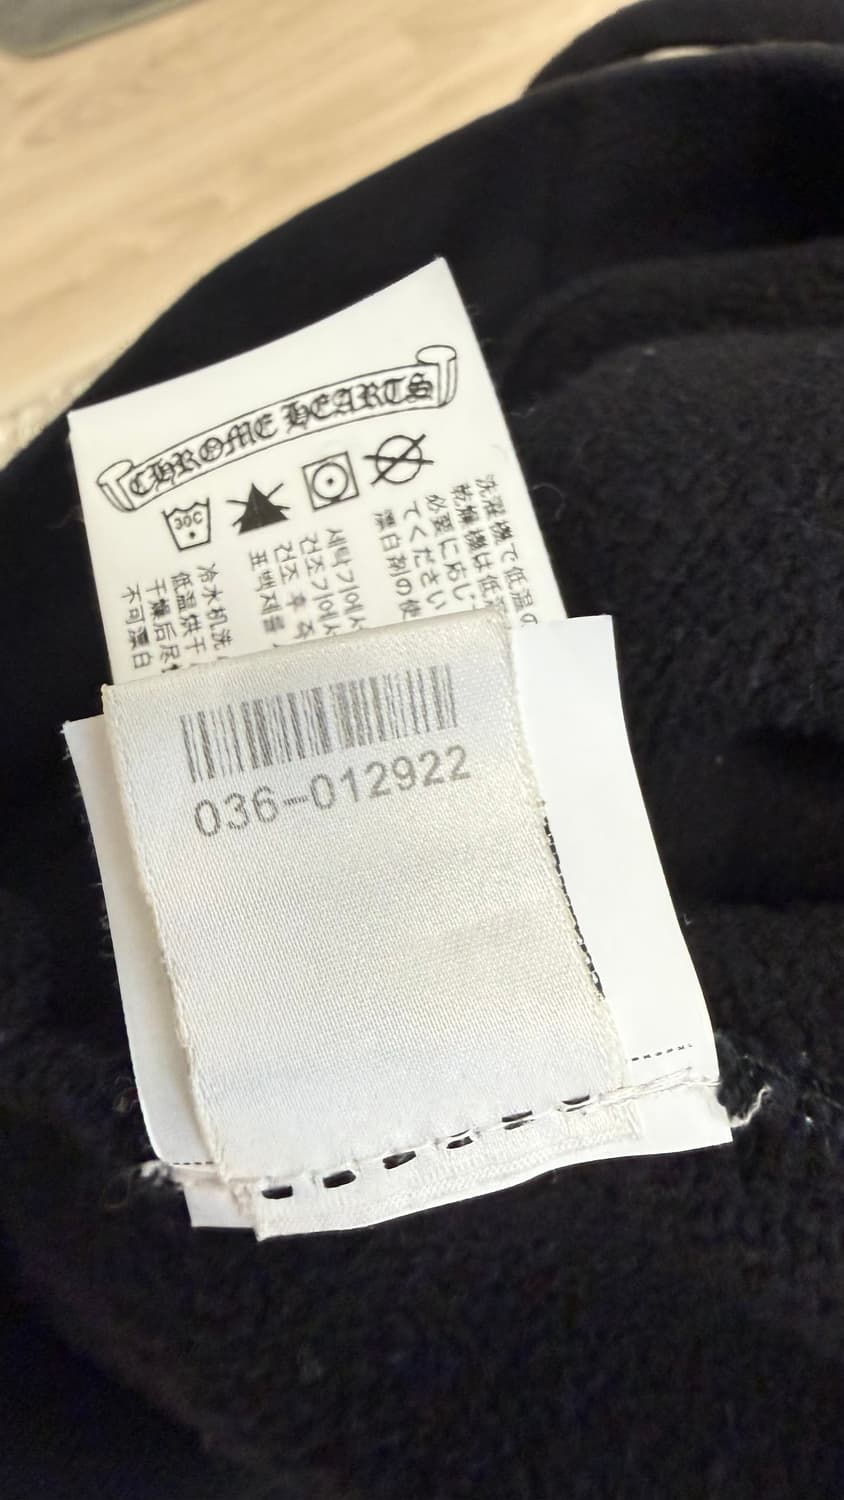 CHROME HEARTS
30C
洗濯機で低温の
乾燥機は低
必要に応じ
てください
漂白剤の使
세탁기에서
건조기에서
건조 후 즉
표백제를
冷水机洗
低温烘干
干燥后尽
不可漂白
036-012922